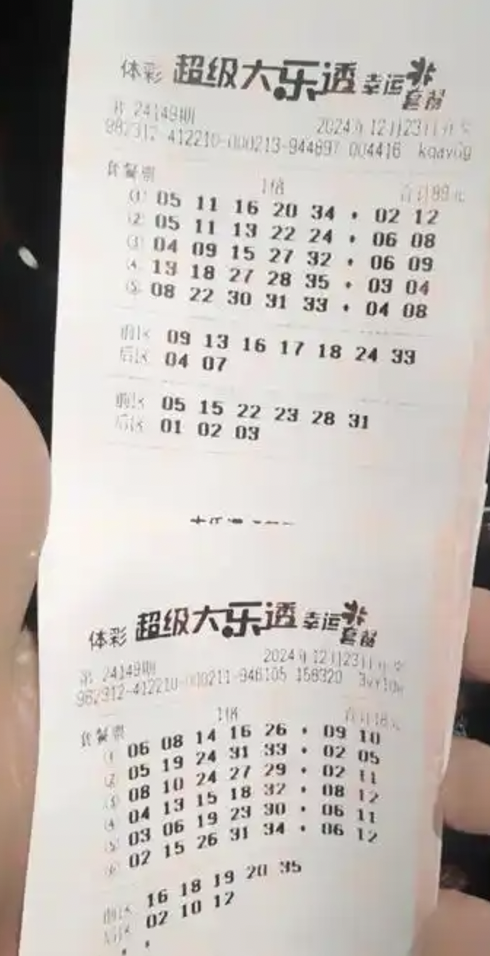 体彩 超级大乐透 幸运套餐
第 24149期 2024年12月23日开奖
982312-412210-000213-944897 004416
套餐票 1倍 合计89元
① 05 11 16 20 34 + 02 12
② 05 11 13 22 24 + 06 08
③ 04 09 15 27 32 + 06 09
④ 13 18 27 28 35 + 03 04
⑤ 08 22 30 31 33 + 04 08
前区 09 13 16 17 18 24 33
后区 04 07
前区 05 15 22 23 28 31
后区 01 02 03
体彩 超级大乐透 幸运套餐
第 24149期 2024年12月23日开奖
982312-412210-000211-946105 158320
套餐票 1倍 合计18元
① 06 08 14 16 26 + 09 10
② 05 19 24 31 33 + 02 05
③ 08 10 24 27 29 + 02 11
④ 04 13 15 18 32 + 08 12
⑤ 03 06 19 23 30 + 06 11
⑥ 02 15 26 31 34 + 06 12
前区 16 18 19 20 35
后区 02 10 12